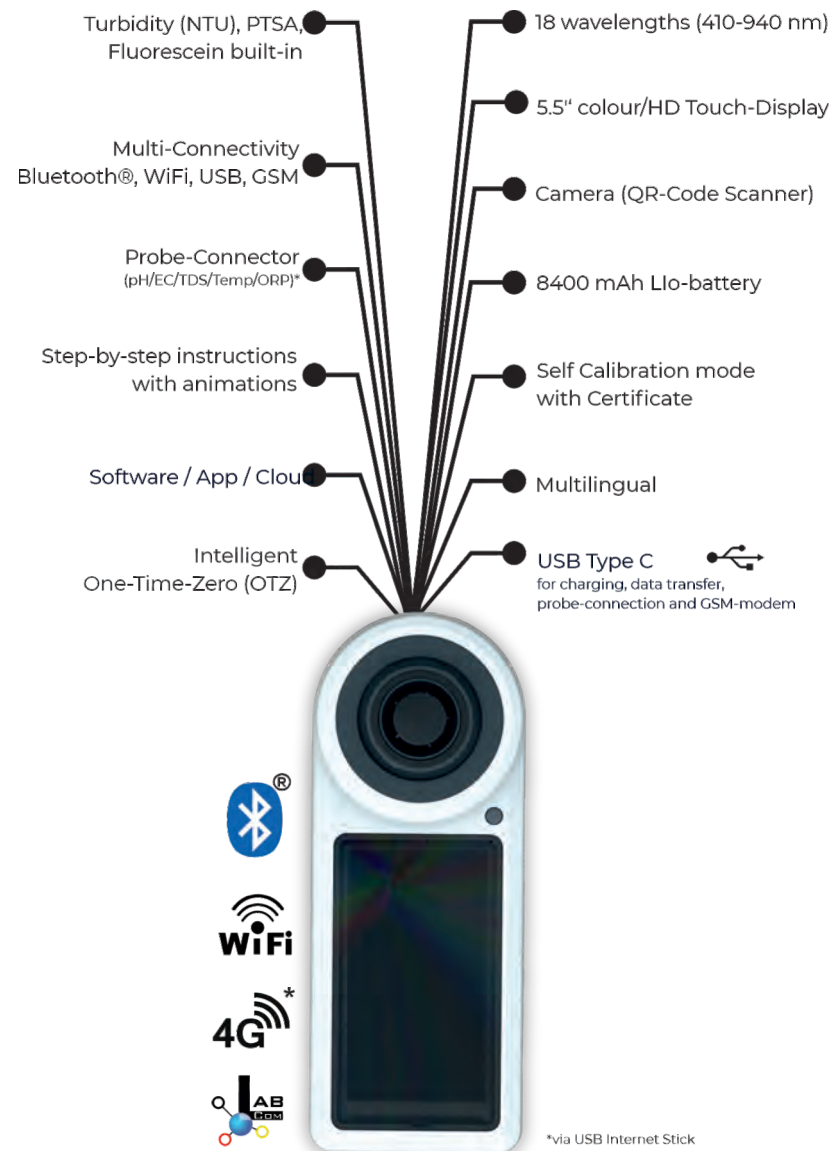 Turbidity (NTU), PTSA,
Fluorescein built-in
Multi-Connectivity
Bluetooth®, WiFi, USB, GSM
Probe-Connector
(pH/EC/TDS/Temp/ORP)*
Step-by-step instructions
with animations
Software / App / Cloud
Intelligent
One-Time-Zero (OTZ)
18 wavelengths (410-940 nm)
5.5“ colour/HD Touch-Display
Camera (QR-Code Scanner)
8400 mAh LIo-battery
Self Calibration mode
with Certificate
Multilingual
USB Type C
for charging, data transfer,
probe-connection and GSM-modem
®
WiFi
4G*
LAB
COM
*via USB Internet Stick